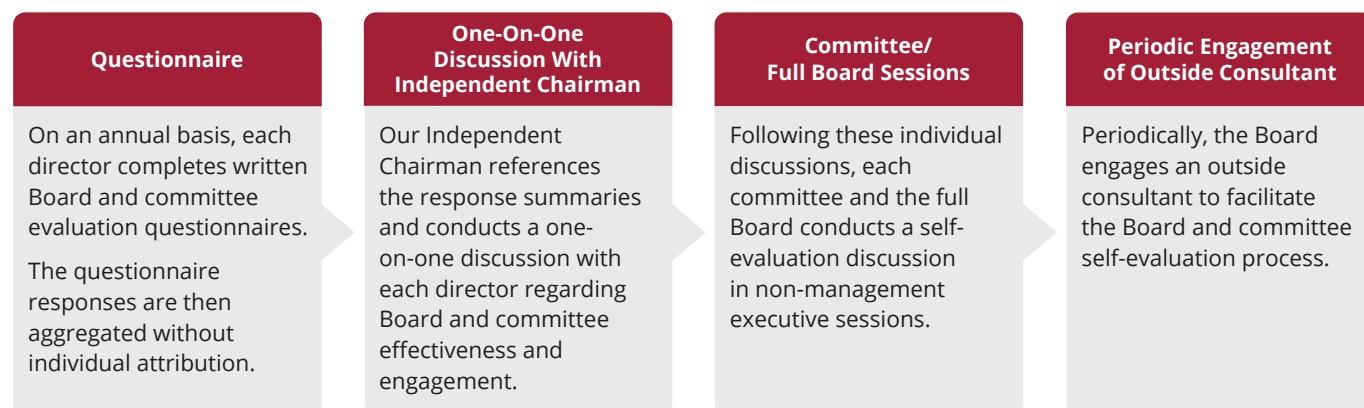 Questionnaire
On an annual basis, each
director completes written
Board and committee
evaluation questionnaires.
The questionnaire
responses are then
aggregated without
individual attribution.
One-On-One
Discussion With
Independent Chairman
Our Independent
Chairman references
the response summaries
and conducts a one-
on-one discussion with
each director regarding
Board and committee
effectiveness and
engagement.
Committee/
Full Board Sessions
Following these individual
discussions, each
committee and the full
Board conducts a self-
evaluation discussion
in non-management
executive sessions.
Periodic Engagement
of Outside Consultant
Periodically, the Board
engages an outside
consultant to facilitate
the Board and committee
self-evaluation process.